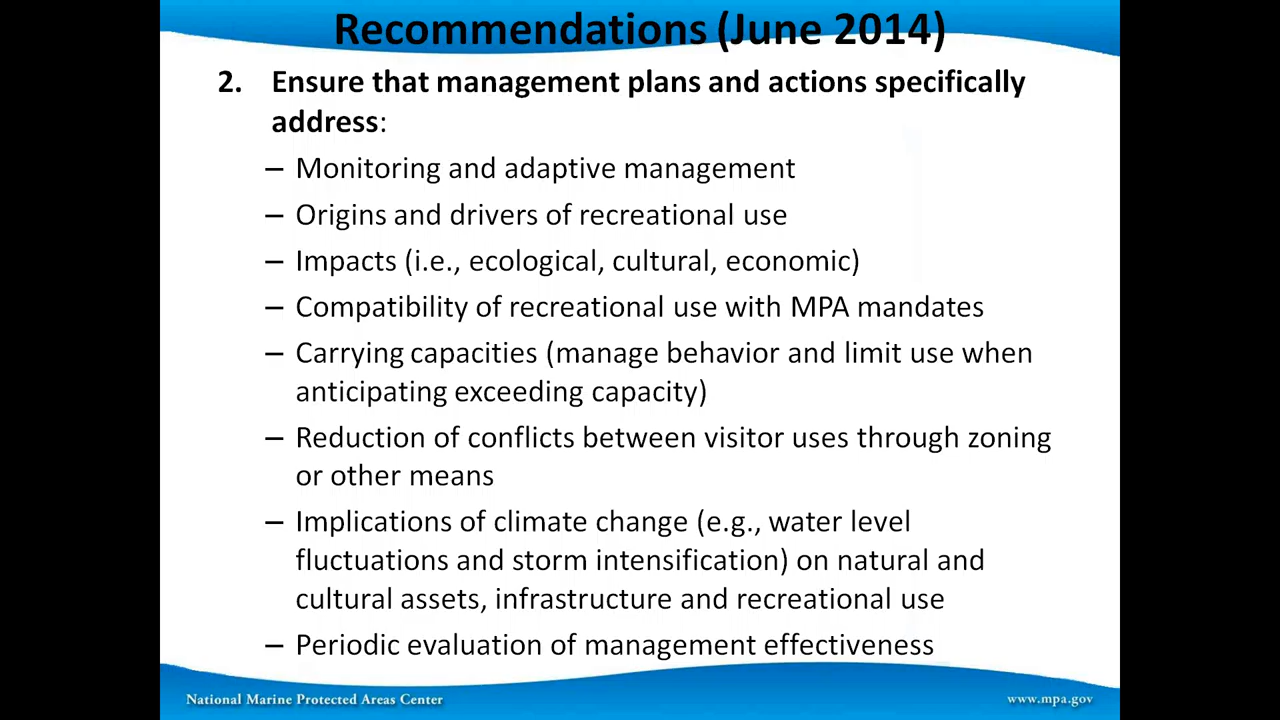 Recommendations (June 2014)
2. Ensure that management plans and actions specifically
address:
– Monitoring and adaptive management
– Origins and drivers of recreational use
– Impacts (i.e., ecological, cultural, economic)
– Compatibility of recreational use with MPA mandates
– Carrying capacities (manage behavior and limit use when
anticipating exceeding capacity)
– Reduction of conflicts between visitor uses through zoning
or other means
– Implications of climate change (e.g., water level
fluctuations and storm intensification) on natural and
cultural assets, infrastructure and recreational use
– Periodic evaluation of management effectiveness
National Marine Protected Areas Center
www.mpa.gov